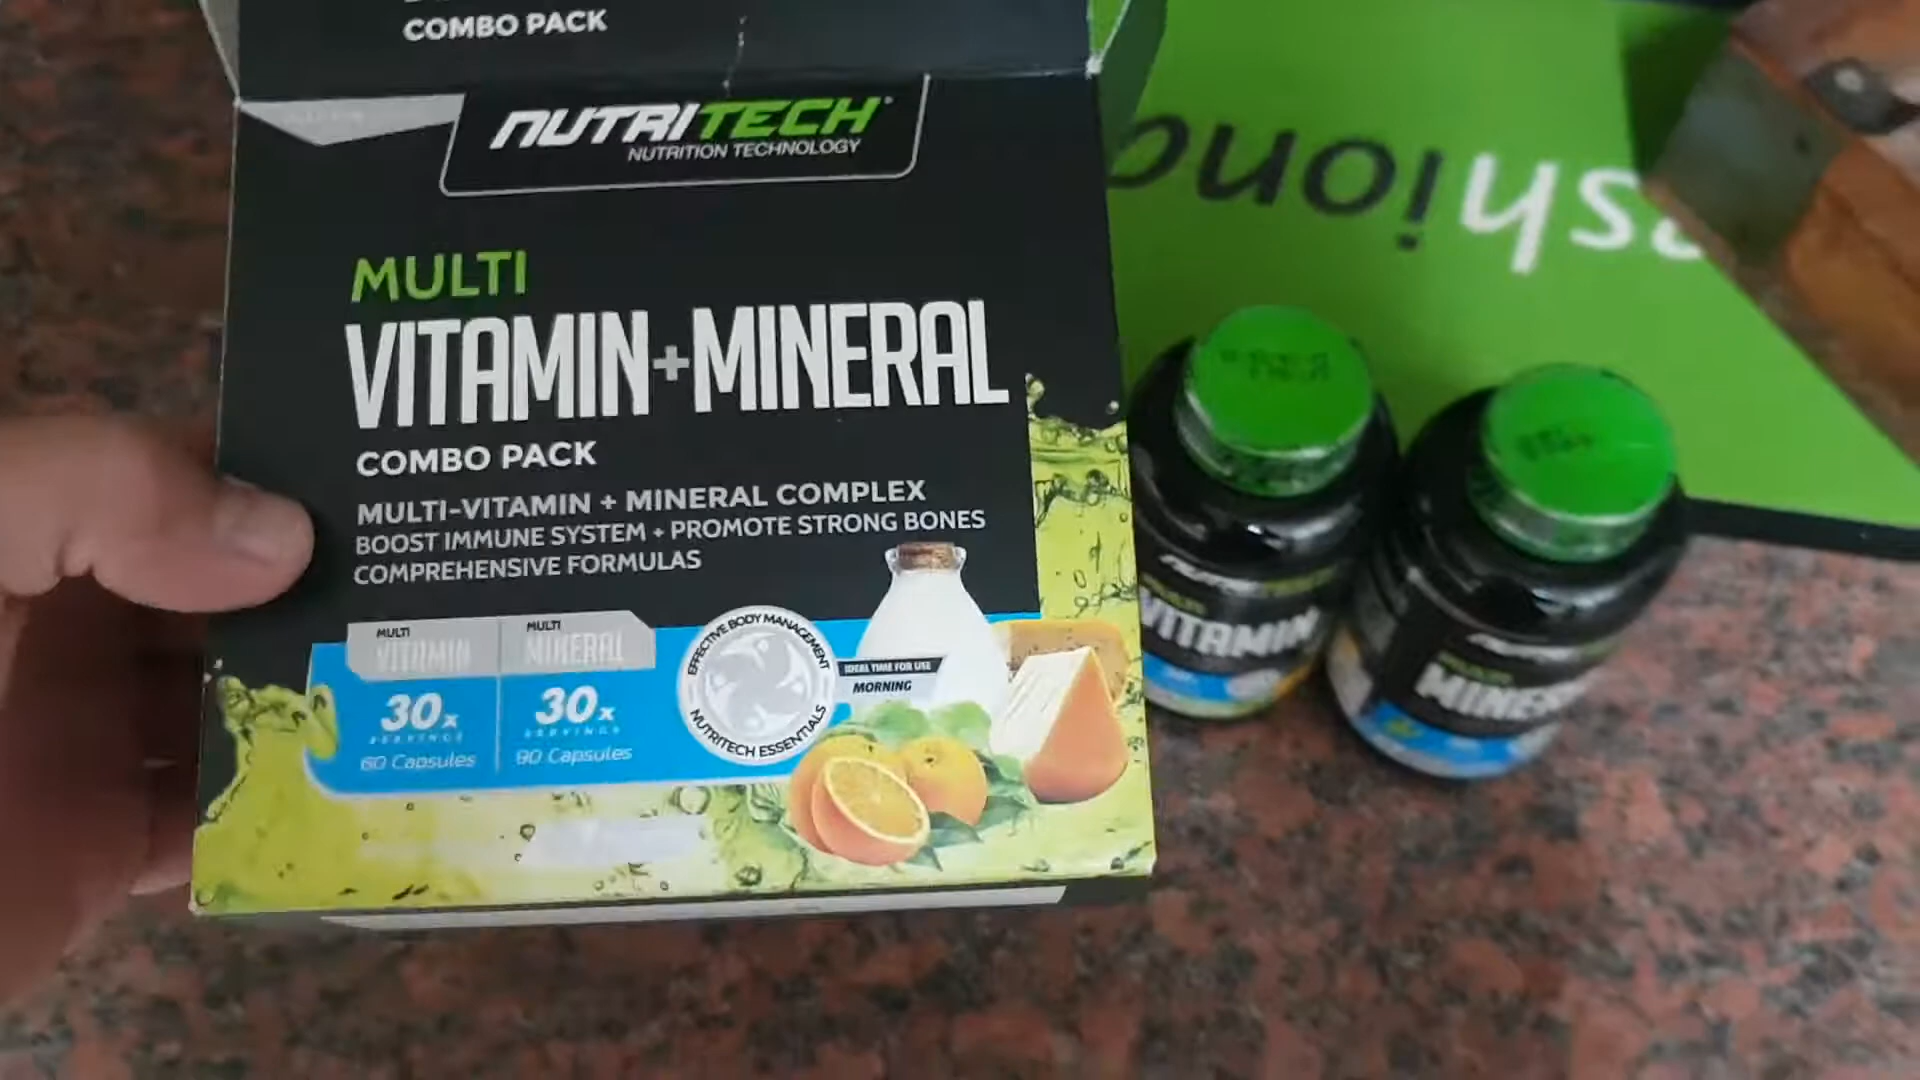 COMBO PACK
NUTRITECH
NUTRITION TECHNOLOGY
MULTI
VITAMIN+MINERAL
COMBO PACK
MULTI-VITAMIN + MINERAL COMPLEX
BOOST IMMUNE SYSTEM + PROMOTE STRONG BONES
COMPREHENSIVE FORMULAS
MULTI
VITAMIN
30x
SERVINGS
60 Capsules
MULTI
MINERAL
30x
SERVINGS
90 Capsules
EFFECTIVE BODY MANAGEMENT
NUTRITECH ESSENTIALS
IDEAL TIME FOR USE
MORNING
NUTRITECH
VITAMIN
MINE